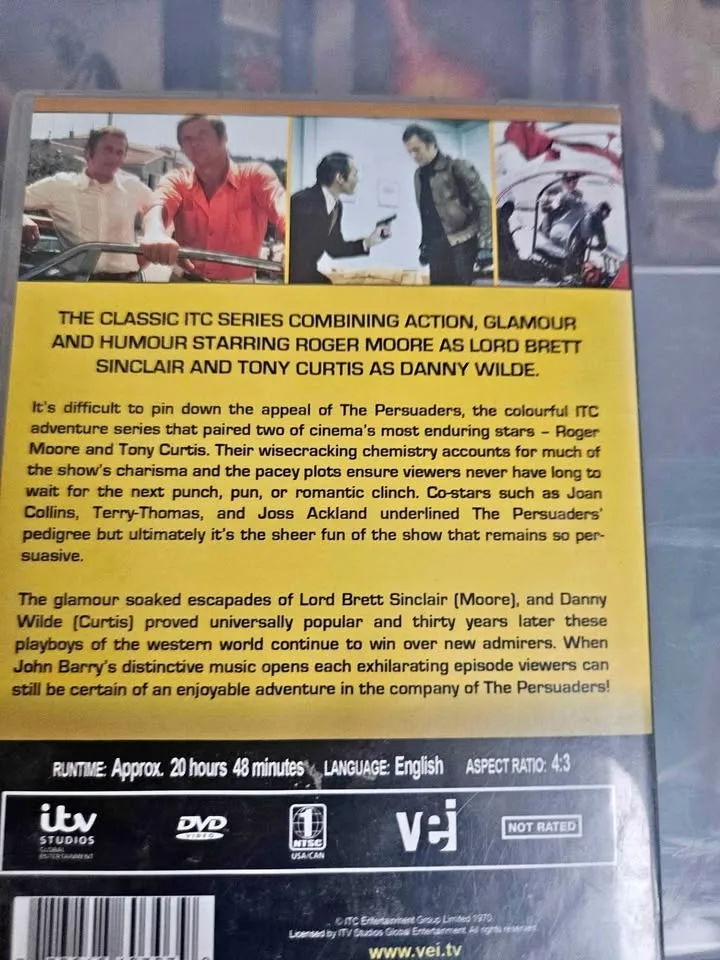 THE CLASSIC ITC SERIES COMBINING ACTION, GLAMOUR
AND HUMOUR STARRING ROGER MOORE AS LORD BRETT
SINCLAIR AND TONY CURTIS AS DANNY WILDE.
It's difficult to pin down the appeal of The Persuaders, the colourful ITC
adventure series that paired two of cinema's most enduring stars – Roger
Moore and Tony Curtis. Their wisecracking chemistry accounts for much of
the show's charisma and the pacey plots ensure viewers never have long to
wait for the next punch, pun, or romantic clinch. Co-stars such as Joan
Collins, Terry-Thomas, and Joss Ackland underlined The Persuaders'
pedigree but ultimately it's the sheer fun of the show that remains so per-
suasive.
The glamour soaked escapades of Lord Brett Sinclair (Moore), and Danny
Wilde (Curtis) proved universally popular and thirty years later these
playboys of the western world continue to win over new admirers. When
John Barry's distinctive music opens each exhilarating episode viewers can
still be certain of an enjoyable adventure in the company of The Persuaders!
RUNTIME: Approx. 20 hours 48 minutes LANGUAGE: English ASPECT RATIO: 4:3
itv
STUDIOS
GLOBAL
ENTERTAINMENT
DVD
VIDEO
1
NTSC
USA/CAN
vei
NOT RATED
© ITC Entertainment Group Limited 1970.
Licensed by ITV Studios Global Entertainment. All rights reserved.
www.vei.tv